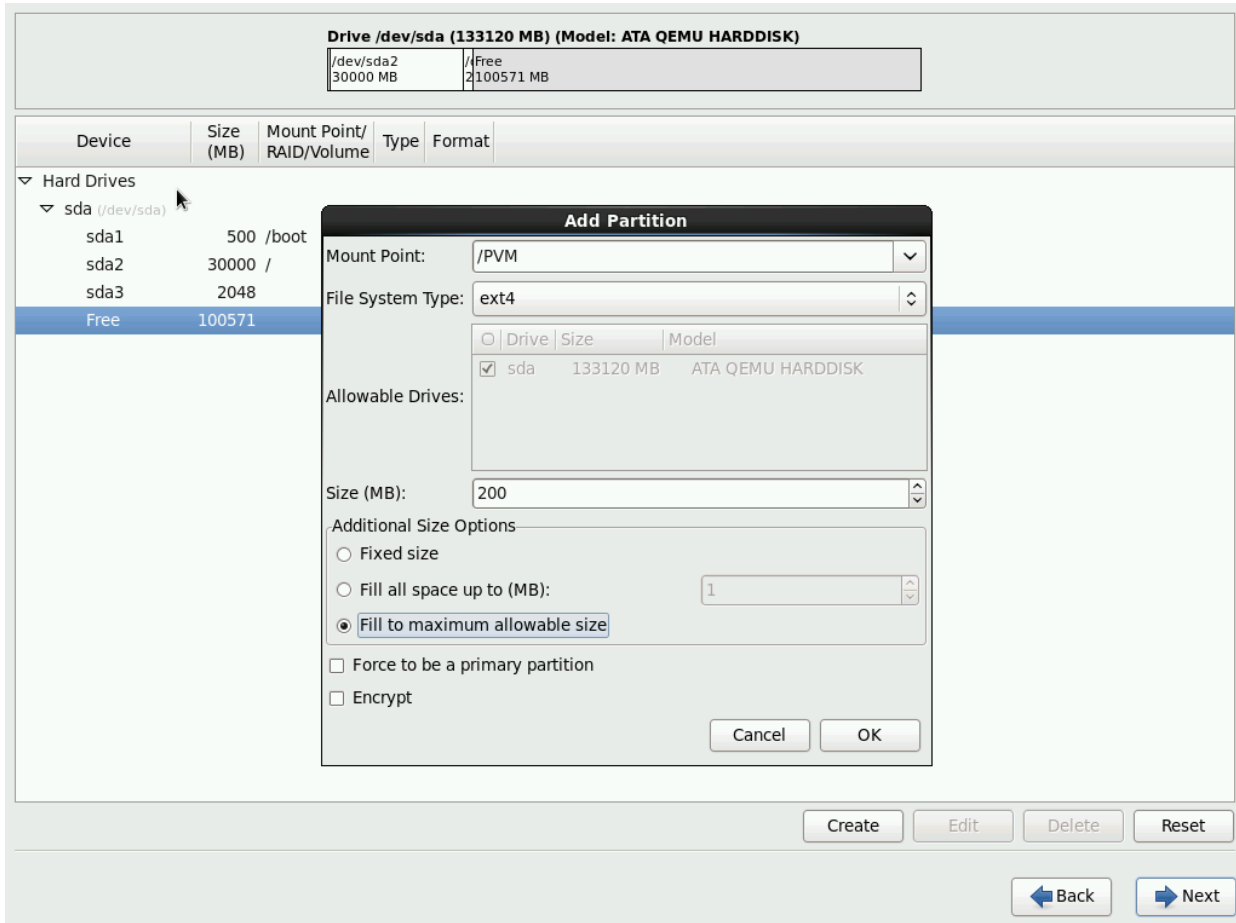 Drive /dev/sda (133120 MB) (Model: ATA QEMU HARDDISK)
/dev/sda2
30000 MB
Free
100571 MB
Device
Size
(MB)
Mount Point/
RAID/Volume
Type
Format
Hard Drives
sda (/dev/sda)
sda1 500 /boot
sda2 30000 /
sda3 2048
Free 100571
Add Partition
Mount Point: /PVM
File System Type: ext4
Drive Size Model
sda 133120 MB ATA QEMU HARDDISK
Allowable Drives:
Size (MB): 200
Additional Size Options
Fixed size
Fill all space up to (MB): 1
Fill to maximum allowable size
Force to be a primary partition
Encrypt
Cancel OK
Create Edit Delete Reset
Back Next